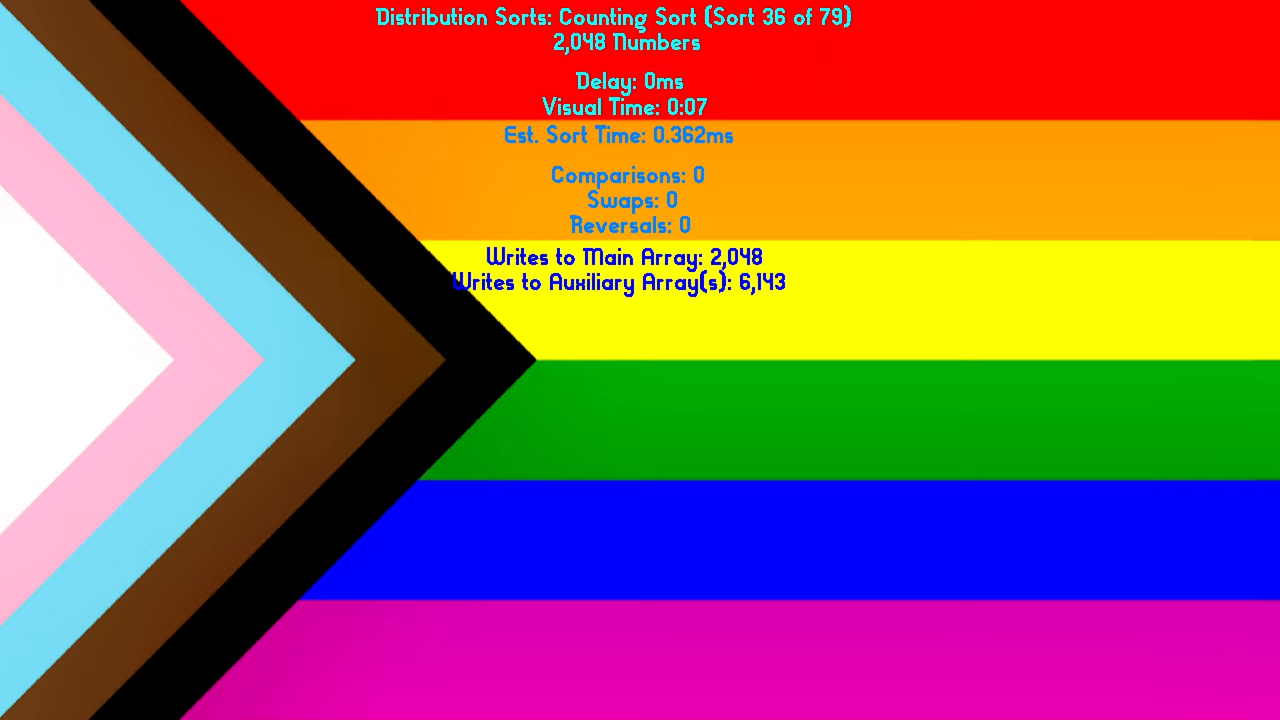 Distribution Sorts: Counting Sort (Sort 36 of 79)
2,048 Numbers
Delay: 0ms
Visual Time: 0:07
Est. Sort Time: 0.362ms
Comparisons: 0
Swaps: 0
Reversals: 0
Writes to Main Array: 2,048
Writes to Auxiliary Array(s): 6,143